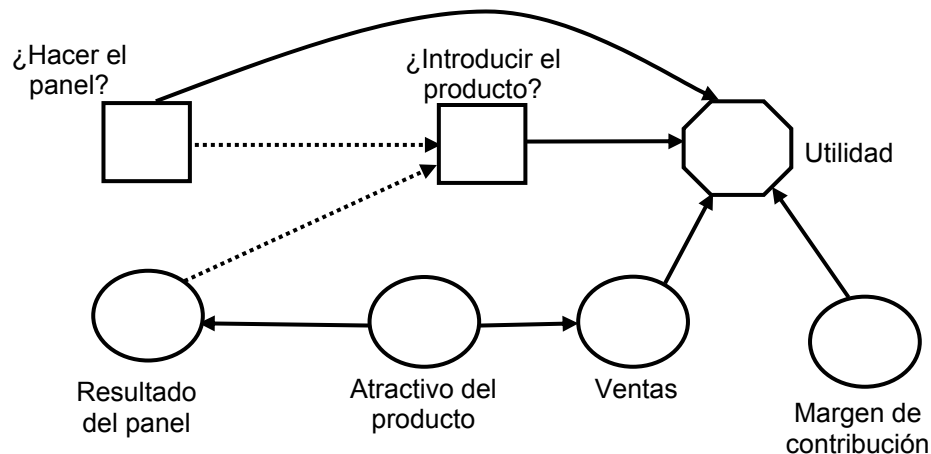 ¿Hacer el
panel?
¿Introducir el
producto?
Utilidad
Resultado
del panel
Atractivo del
producto
Ventas
Margen de
contribución